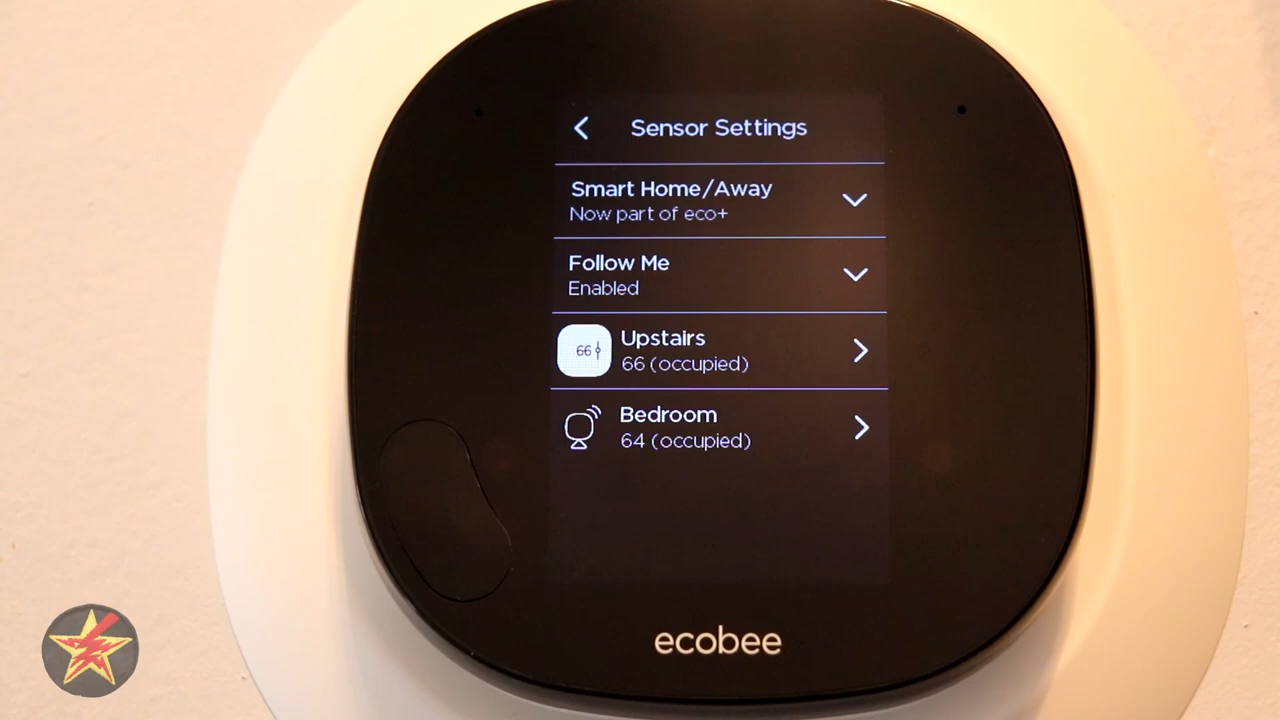 Sensor Settings
Smart Home/Away
Now part of eco+
Follow Me
Enabled
66
Upstairs
66 (occupied)
Bedroom
64 (occupied)
ecobee